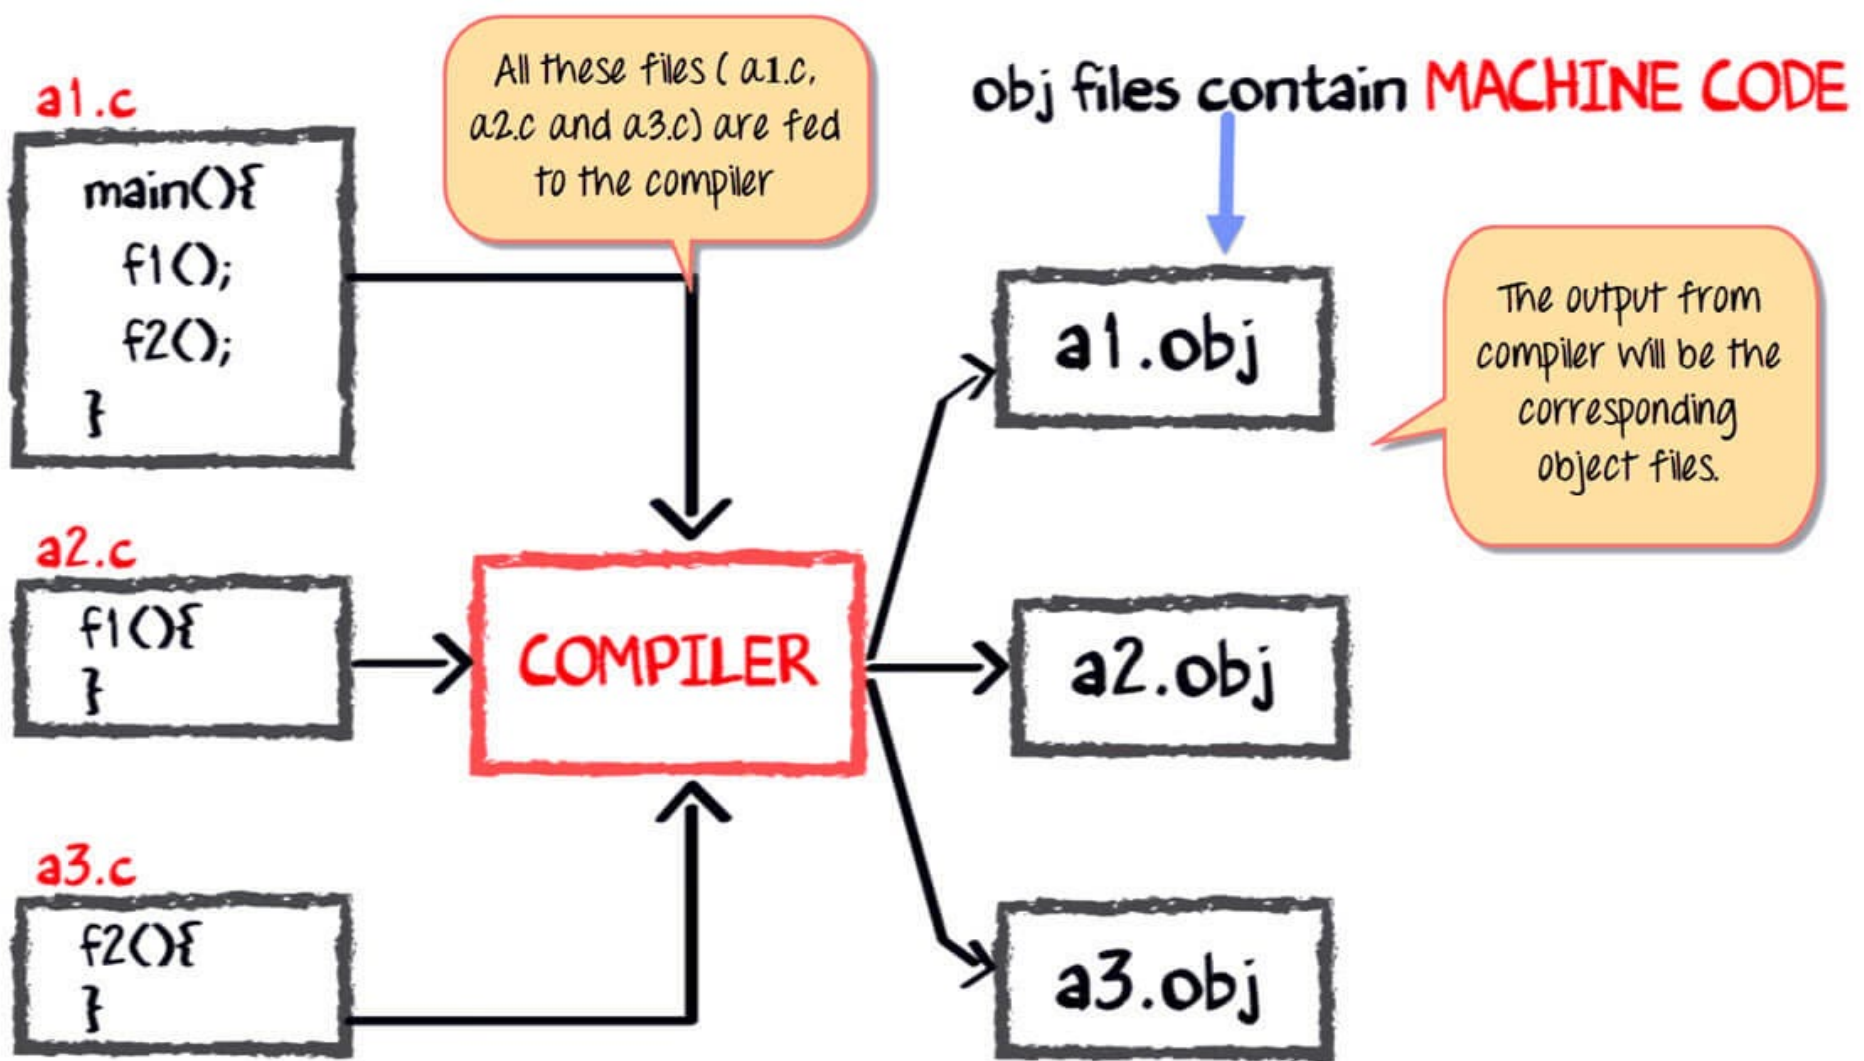 a1.c
main(){
f1();
f2();
}
All these files ( a1.c,
a2.c and a3.c) are fed
to the compiler
obj files contain MACHINE CODE
a1.obj
The output from
compiler will be the
corresponding
object files.
a2.c
f1(){
}
COMPILER
a2.obj
a3.c
f2(){
}
a3.obj